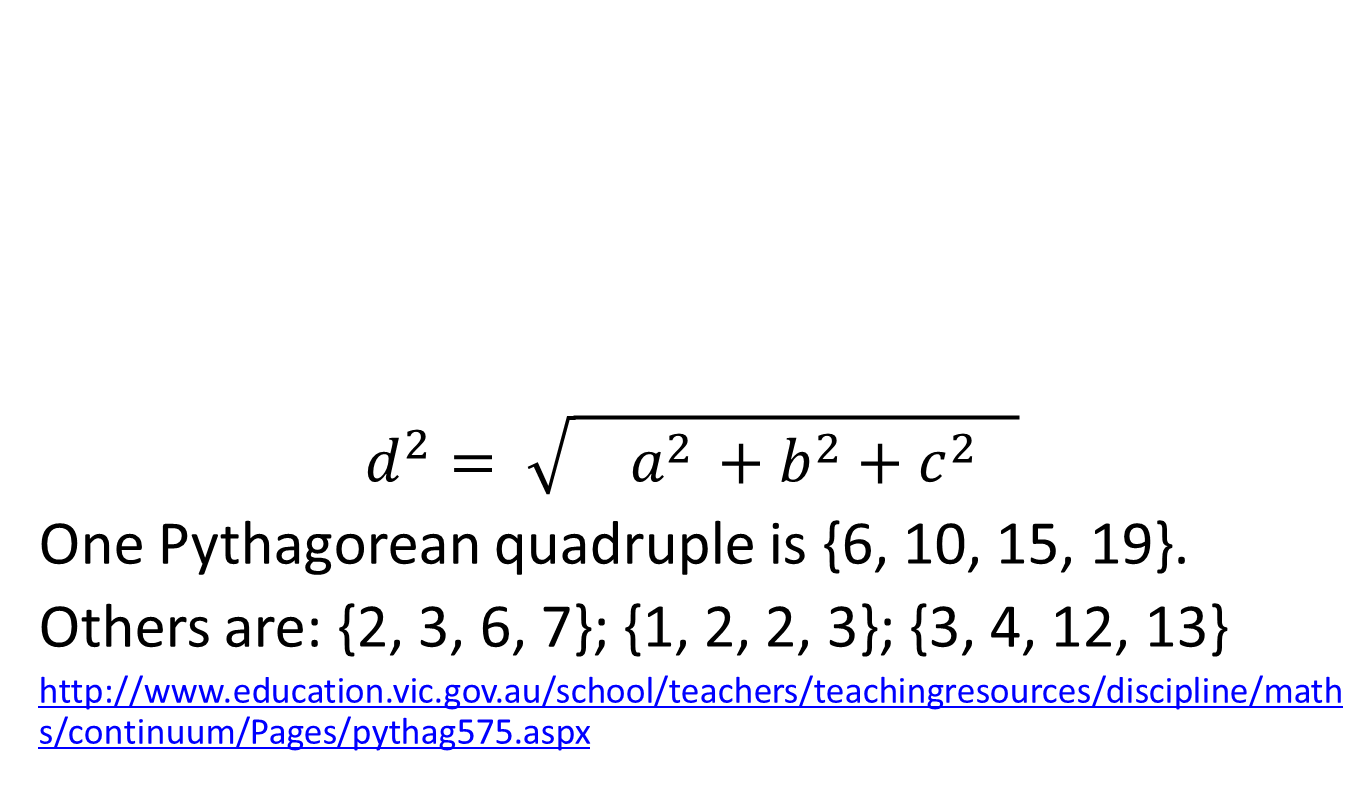 d² = √ a² + b² + c²
One Pythagorean quadruple is {6, 10, 15, 19}.
Others are: {2, 3, 6, 7}; {1, 2, 2, 3}; {3, 4, 12, 13}
http://www.education.vic.gov.au/school/teachers/teachingresources/discipline/math
s/continuum/Pages/pythag575.aspx